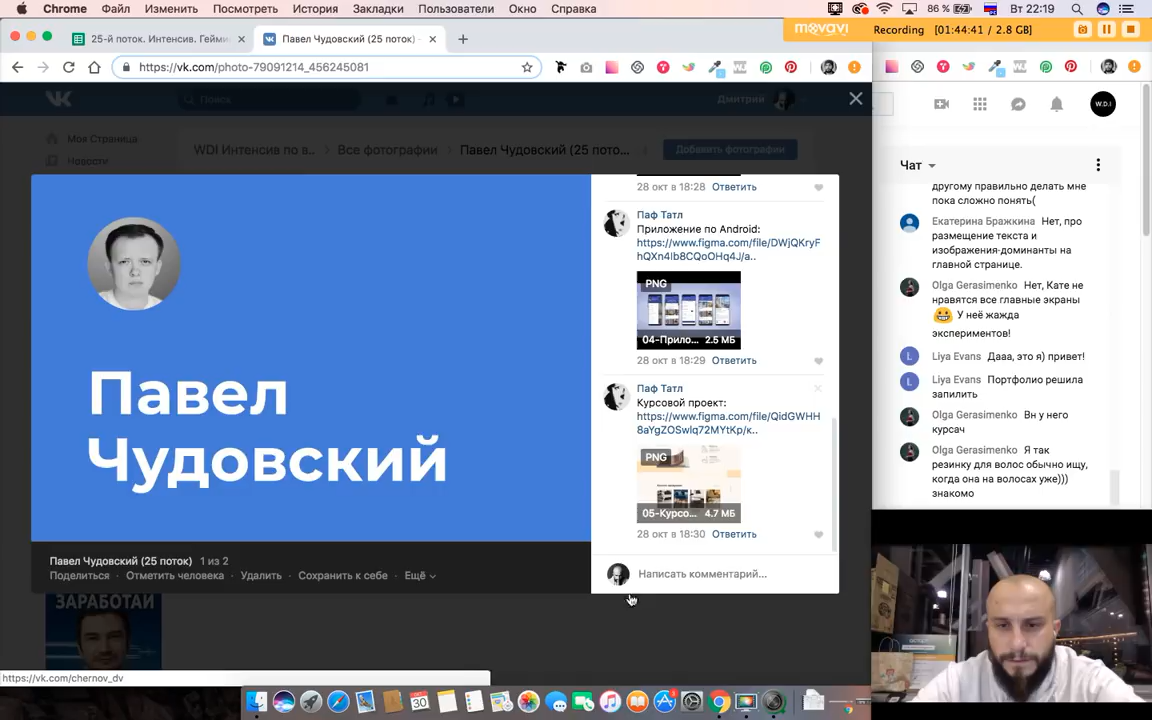 Chrome Файл Изменить Посмотреть История Закладки Пользователи Окно Справка
86 %
Вт 22:19
movavi
Recording [01:44:41 / 2.8 GB]
25-й поток. Интенсив. Гейми
Павел Чудовский (25 поток) -
https://vk.com/photo-79091214_456245081
Поиск
Дмитрий
Моя Страница
Новости
WDI Интенсив по в... Все фотографии Павел Чудовский (25 пото...
Добавить фотографии
Павел
Чудовский
28 окт в 18:28 Ответить
Паф Татл
Приложение по Android:
https://www.figma.com/file/DWjQKryF
hQXn4Ib8CQoOHq4J/a..
PNG
04-Прило... 2.5 МБ
28 окт в 18:29 Ответить
Паф Татл
Курсовой проект:
https://www.figma.com/file/QidGWHH
8aYgZOSwlq72MYtKp/к..
PNG
05-Курсо... 4.7 МБ
28 окт в 18:30 Ответить
Написать комментарий...
Павел Чудовский (25 поток) 1 из 2
Поделиться · Отметить человека · Удалить · Сохранить к себе · Ещё
ЗАРАБОТАЙ
https://vk.com/chernov_dv
W.D.I
Чат
другому правильно делать мне
пока сложно понять(
Екатерина Бражкина Нет, про
размещение текста и
изображения-доминанты на
главной странице.
Olga Gerasimenko Нет, Кате не
нравятся все главные экраны
У неё жажда
экспериментов!
L
Liya Evans Дааа, это я) привет!
L
Liya Evans Портфолио решила
запилить
Olga Gerasimenko Вн у него
курсач
Olga Gerasimenko Я так
резинку для волос обычно ищу,
когда она на волосах уже)))
знакомо
30